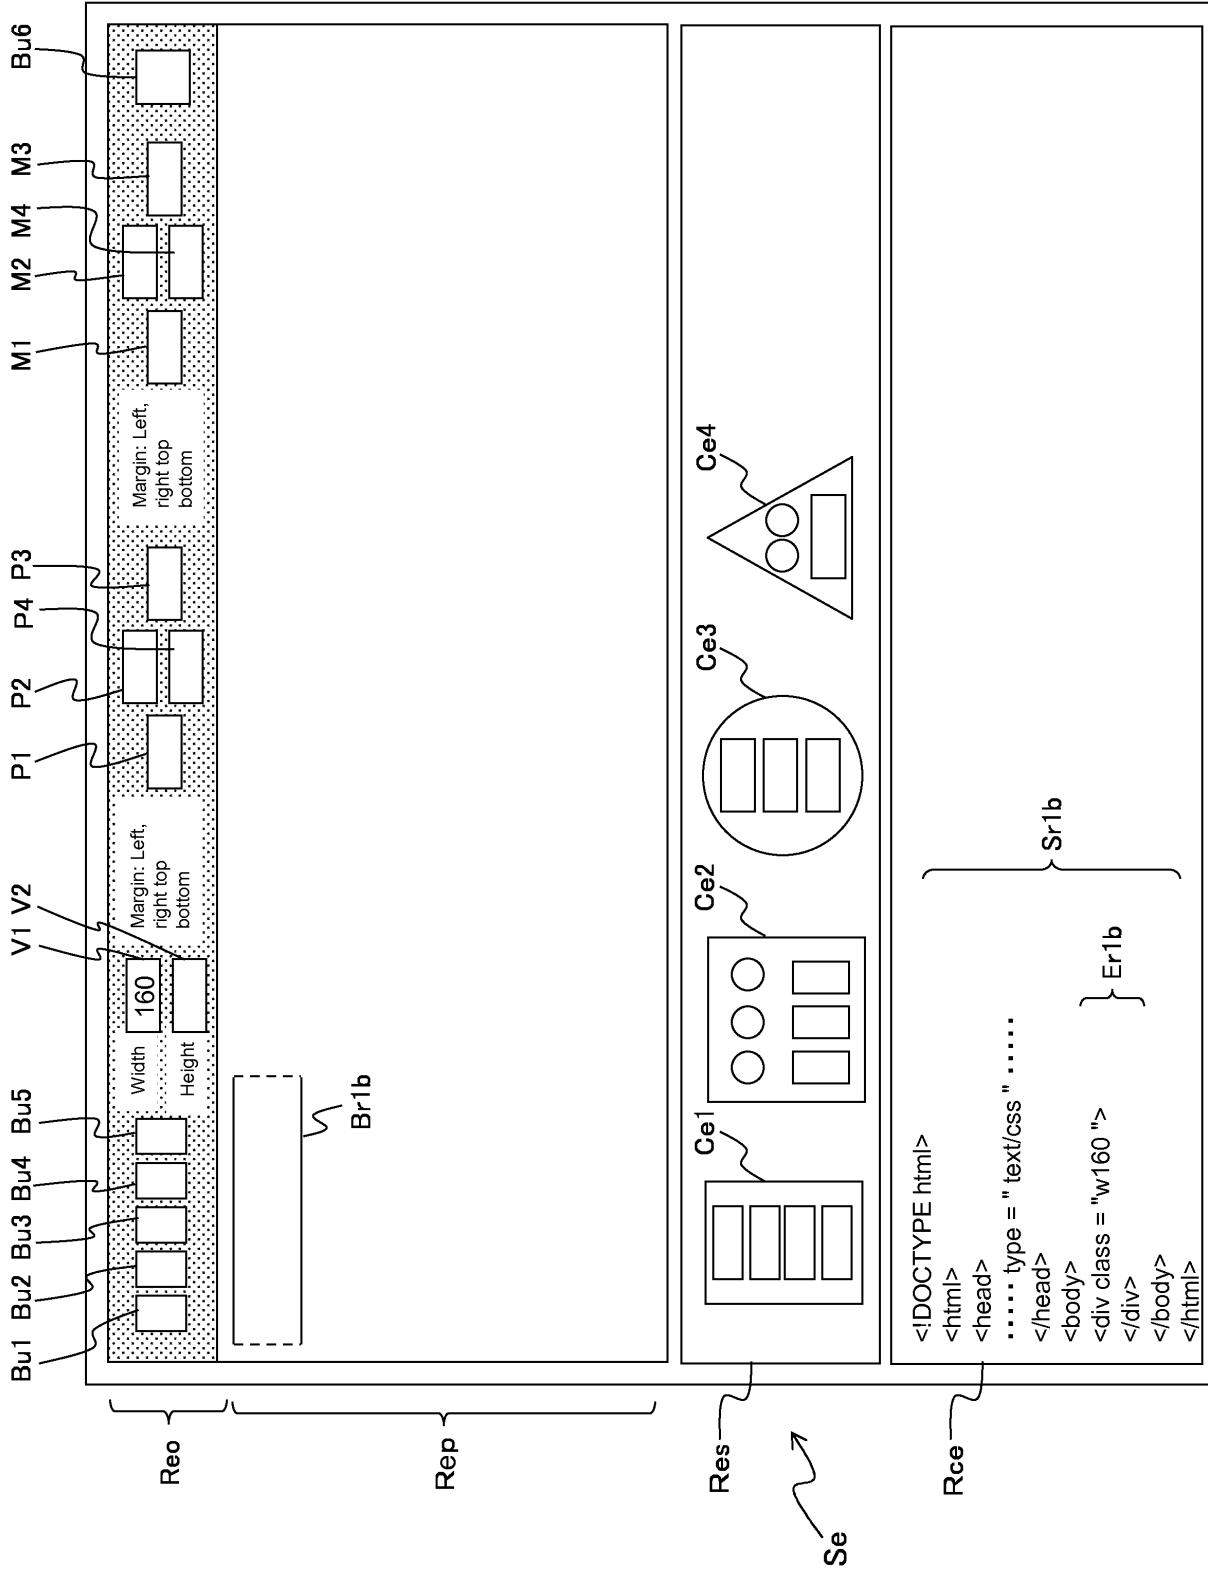 Bu1 Bu2 Bu3 Bu4 Bu5 V1 V2 P1 P2 P4 P3 M1 M2 M4 M3 Bu6
Reo
Width
160
Height
Margin: Left,
right top
bottom
Margin: Left,
right top
bottom
Rep
Br1b
Res
Ce1 Ce2 Ce3 Ce4
Se
Rce
<!DOCTYPE html>
<html>
<head>
····· type = " text/css " ·····
</head>
<body>
<div class = "w160 ">
</div>
</body>
</html>
Er1b
Sr1b